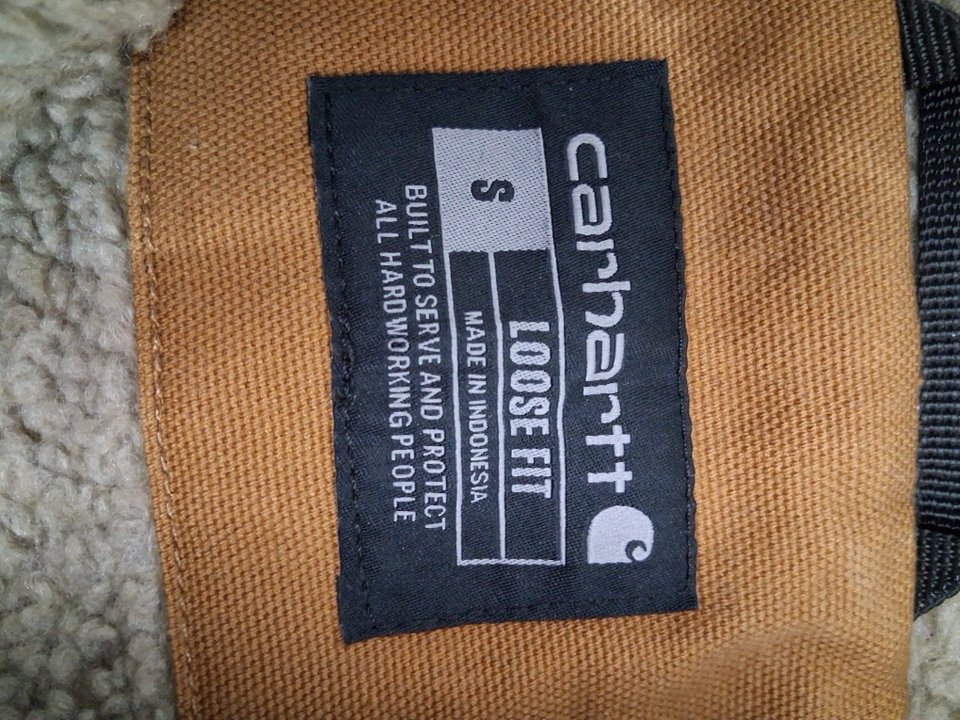 carhartt
S
LOOSE FIT
MADE IN INDONESIA
BUILT TO SERVE AND PROTECT
ALL HARDWORKING PEOPLE